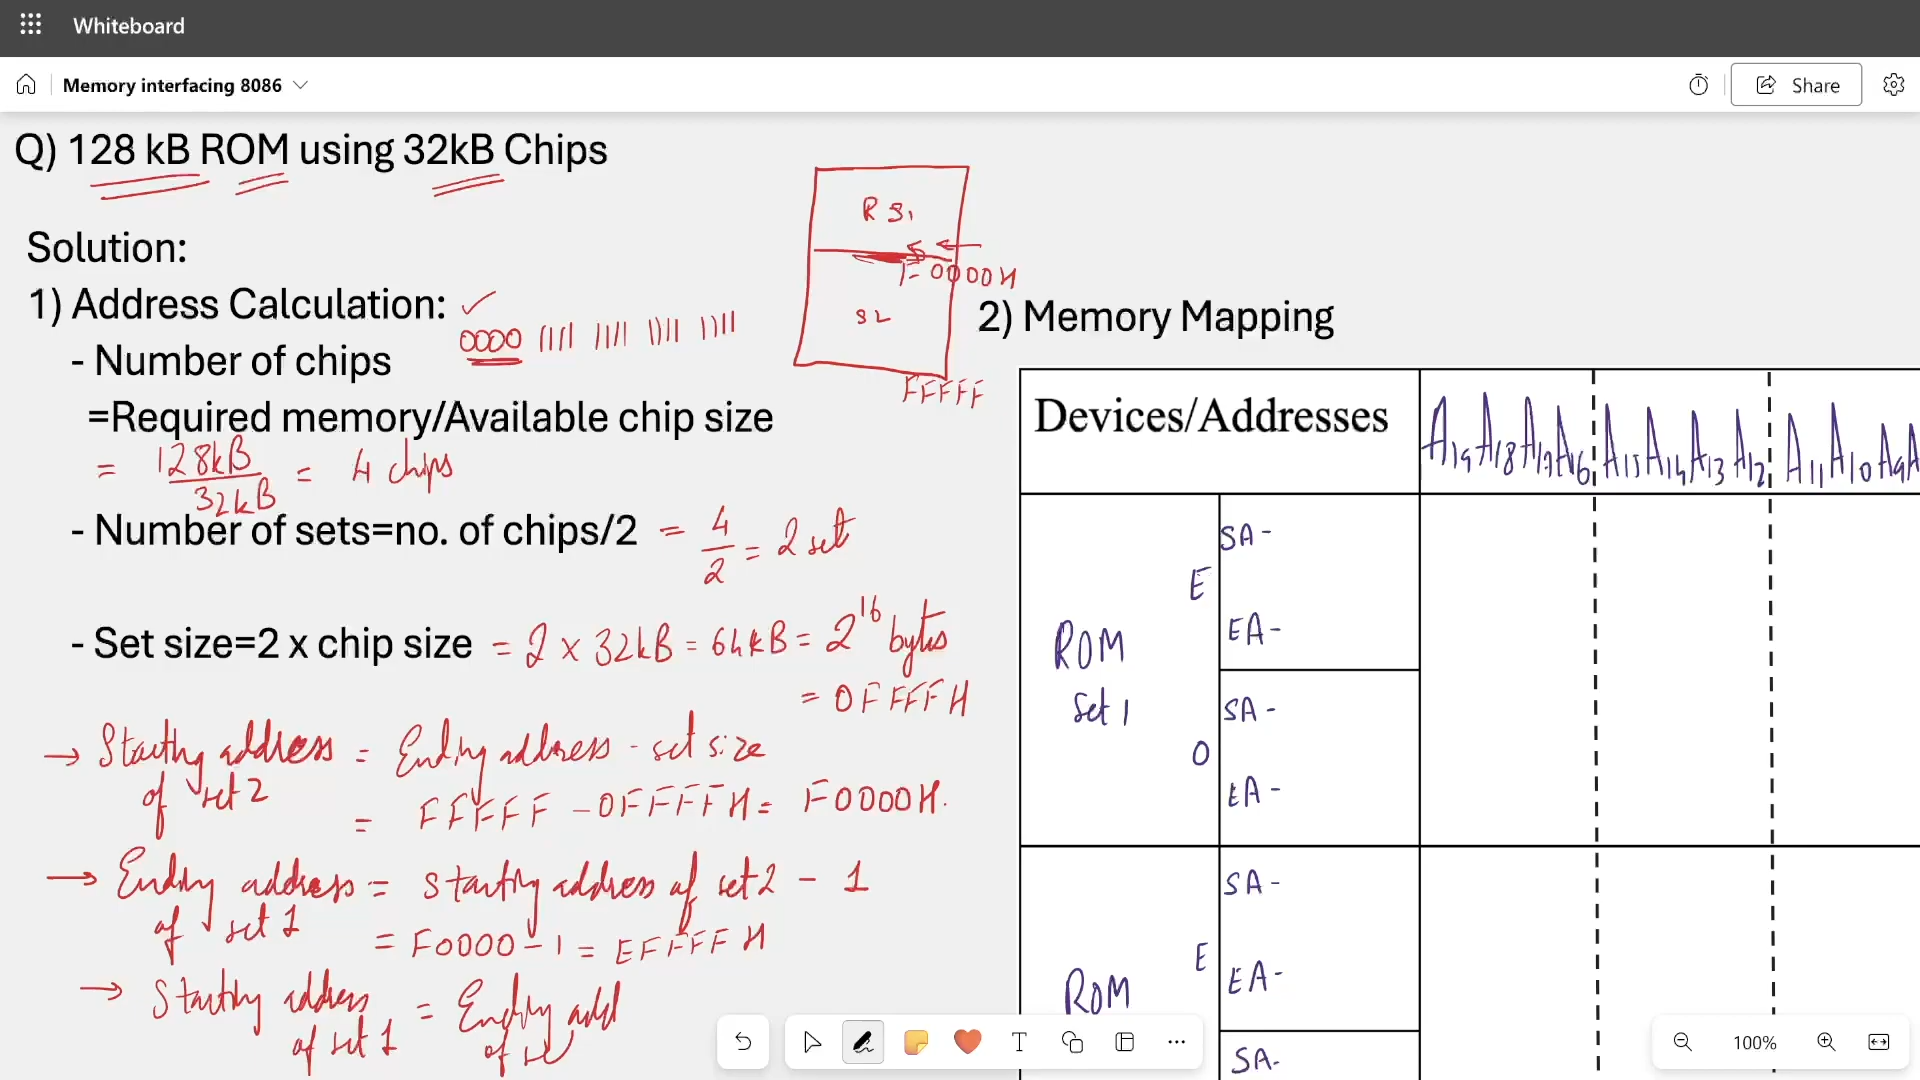 Whiteboard
Memory interfacing 8086
Share
Q) 128 kB ROM using 32kB Chips
Solution:
1) Address Calculation:
0000 1111 1111 1111 1111
- Number of chips
=Required memory/Available chip size
= 128kB / 32kB = 4 chips
- Number of sets=no. of chips/2 = 4/2 = 2 set
- Set size=2 x chip size = 2 x 32kB = 64kB = 2^16 bytes
= 0FFFFH
→ Starting address of set 2 = Ending address - set size
= FFFFF - 0FFFFH = F0000H.
→ Ending address of set 1 = starting address of set 2 - 1
= F0000 - 1 = EFFFFH
→ Starting address of set 1 = Ending add
of se
R S1
F0000H
S2
FFFFF
2) Memory Mapping
Devices/Addresses
A19 A18 A17 A16 A15 A14 A13 A12 A11 A10 A9 A
ROM
Set 1
E
SA -
EA -
O
SA -
EA -
ROM
E
SA -
EA -
SA-
100%